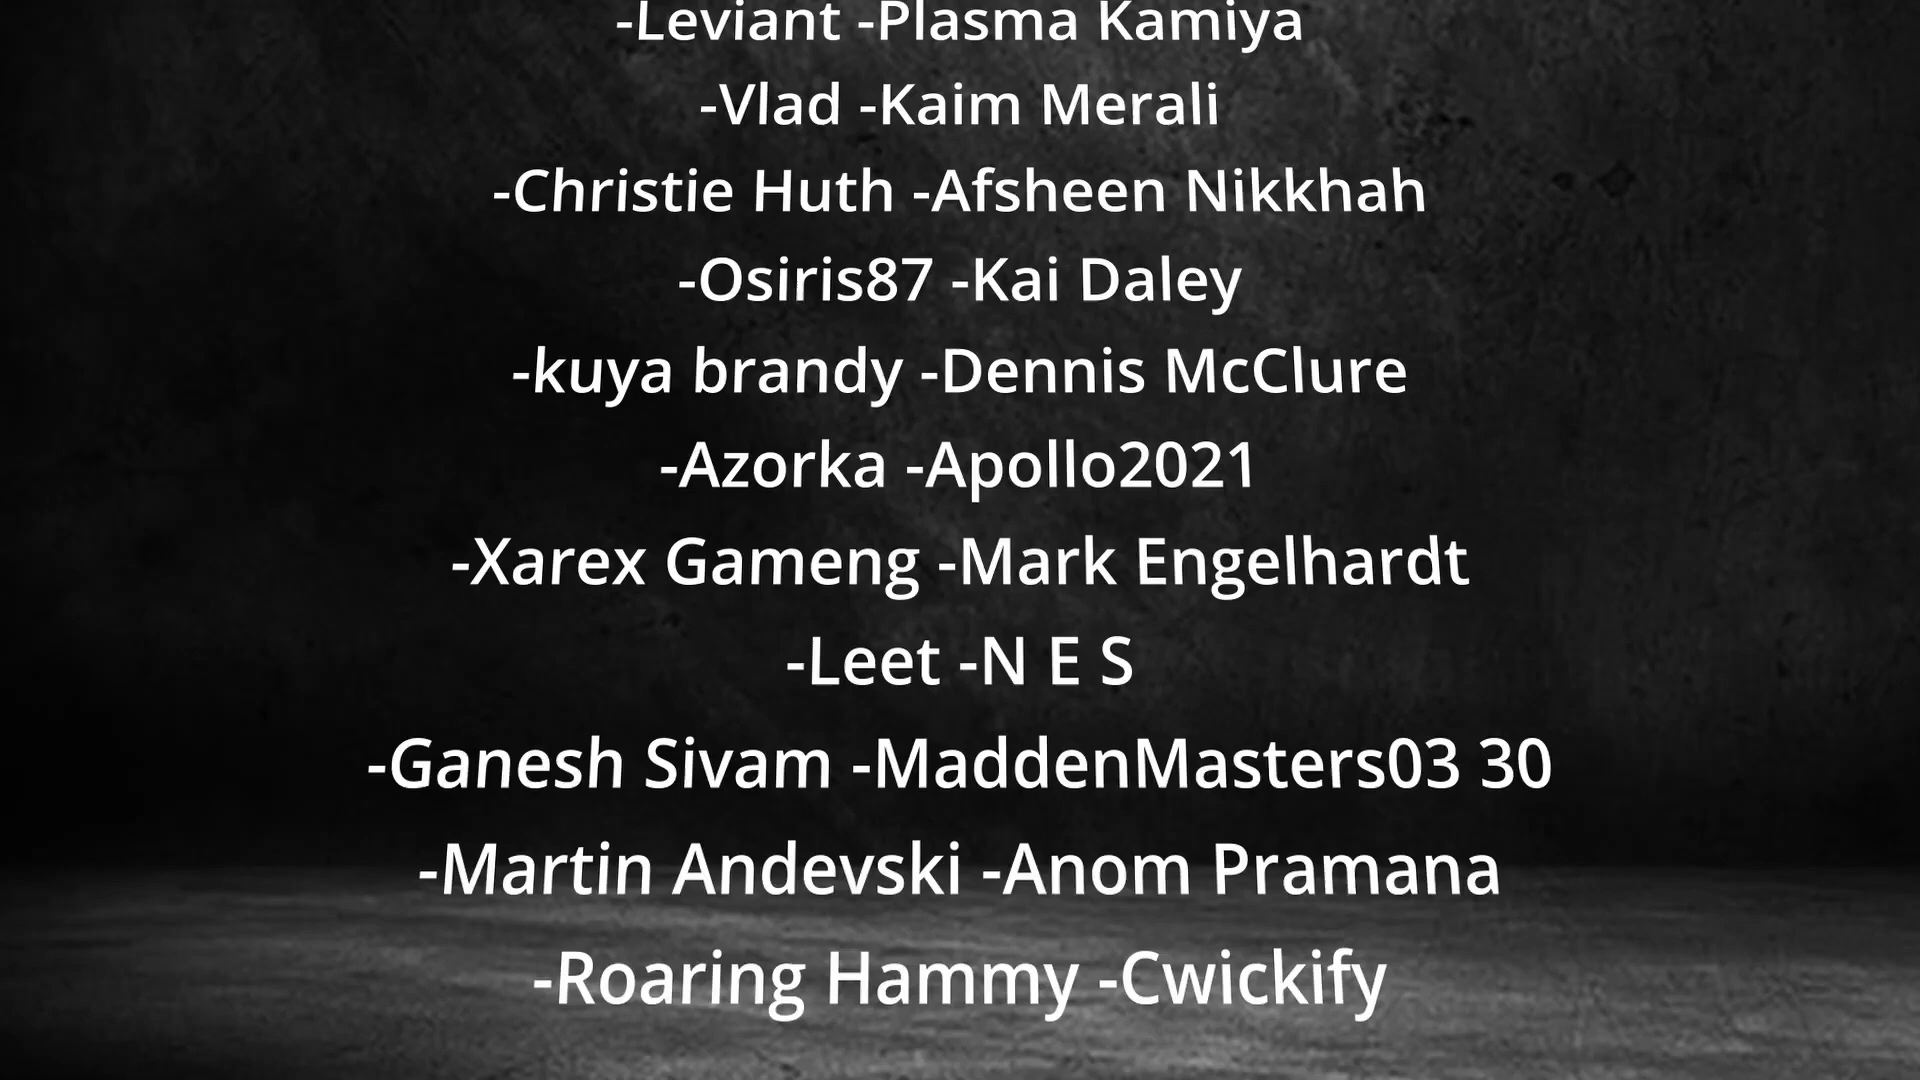 -Leviant -Plasma Kamiya
-Vlad -Kaim Merali
-Christie Huth -Afsheen Nikkhah
-Osiris87 -Kai Daley
-kuya brandy -Dennis McClure
-Azorka -Apollo2021
-Xarex Gameng -Mark Engelhardt
-Leet -N E S
-Ganesh Sivam -MaddenMasters03 30
-Martin Andevski -Anom Pramana
-Roaring Hammy -Cwickify